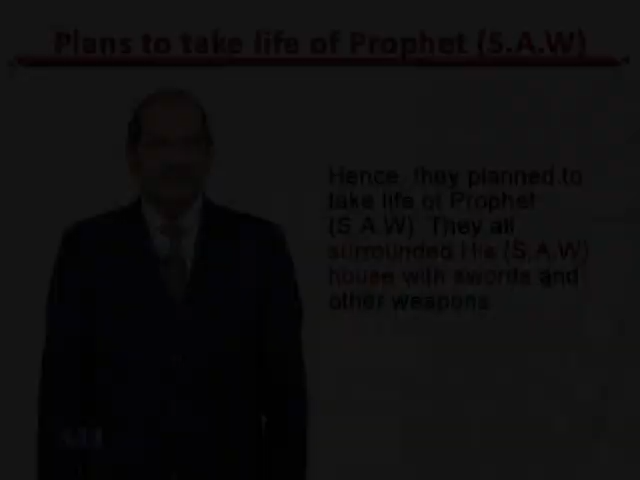 Plans to take life of Prophet (S.A.W)
Hence, they planned to
take life of Prophet
(S.A.W). They all
surrounded His (S.A.W)
house with swords and
other weapons